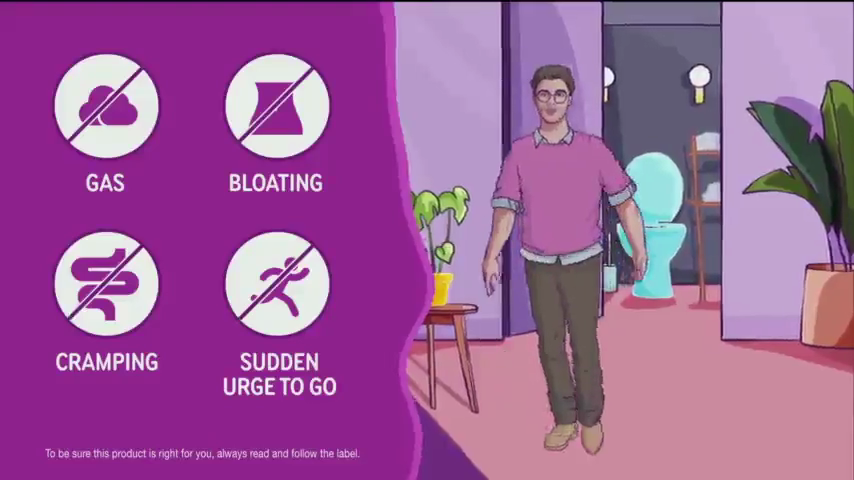 GAS
BLOATING
CRAMPING
SUDDEN
URGE TO GO
To be sure this product is right for you, always read and follow the label.